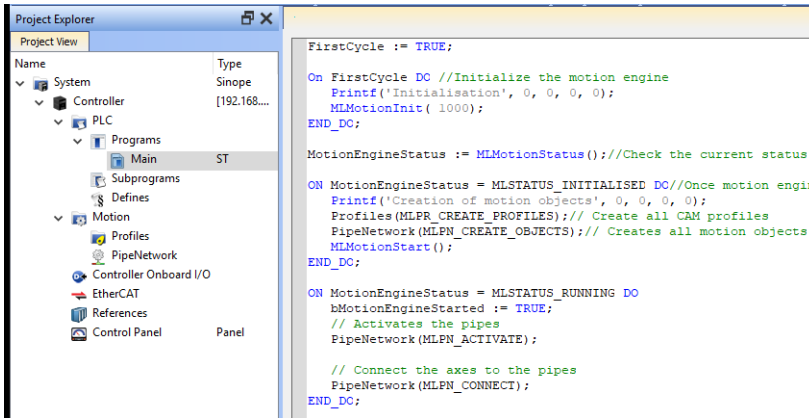 Project Explorer
Project View
Name Type
System Sinope
Controller [192.168....
PLC
Programs
Main ST
Subprograms
Defines
Motion
Profiles
PipeNetwork
Controller Onboard I/O
EtherCAT
References
Control Panel Panel
FirstCycle := TRUE;
On FirstCycle DO //Initialize the motion engine
Printf('Initialisation', 0, 0, 0, 0);
MLMotionInit( 1000);
END_DO;
MotionEngineStatus := MLMotionStatus();//Check the current status
ON MotionEngineStatus = MLSTATUS_INITIALISED DO//Once motion engin
Printf('Creation of motion objects', 0, 0, 0, 0);
Profiles(MLPR_CREATE_PROFILES);// Create all CAM profiles
PipeNetwork(MLPN_CREATE_OBJECTS);// Creates all motion objects
MLMotionStart();
END_DO;
ON MotionEngineStatus = MLSTATUS_RUNNING DO
bMotionEngineStarted := TRUE;
// Activates the pipes
PipeNetwork(MLPN_ACTIVATE);
// Connect the axes to the pipes
PipeNetwork(MLPN_CONNECT);
END_DO;